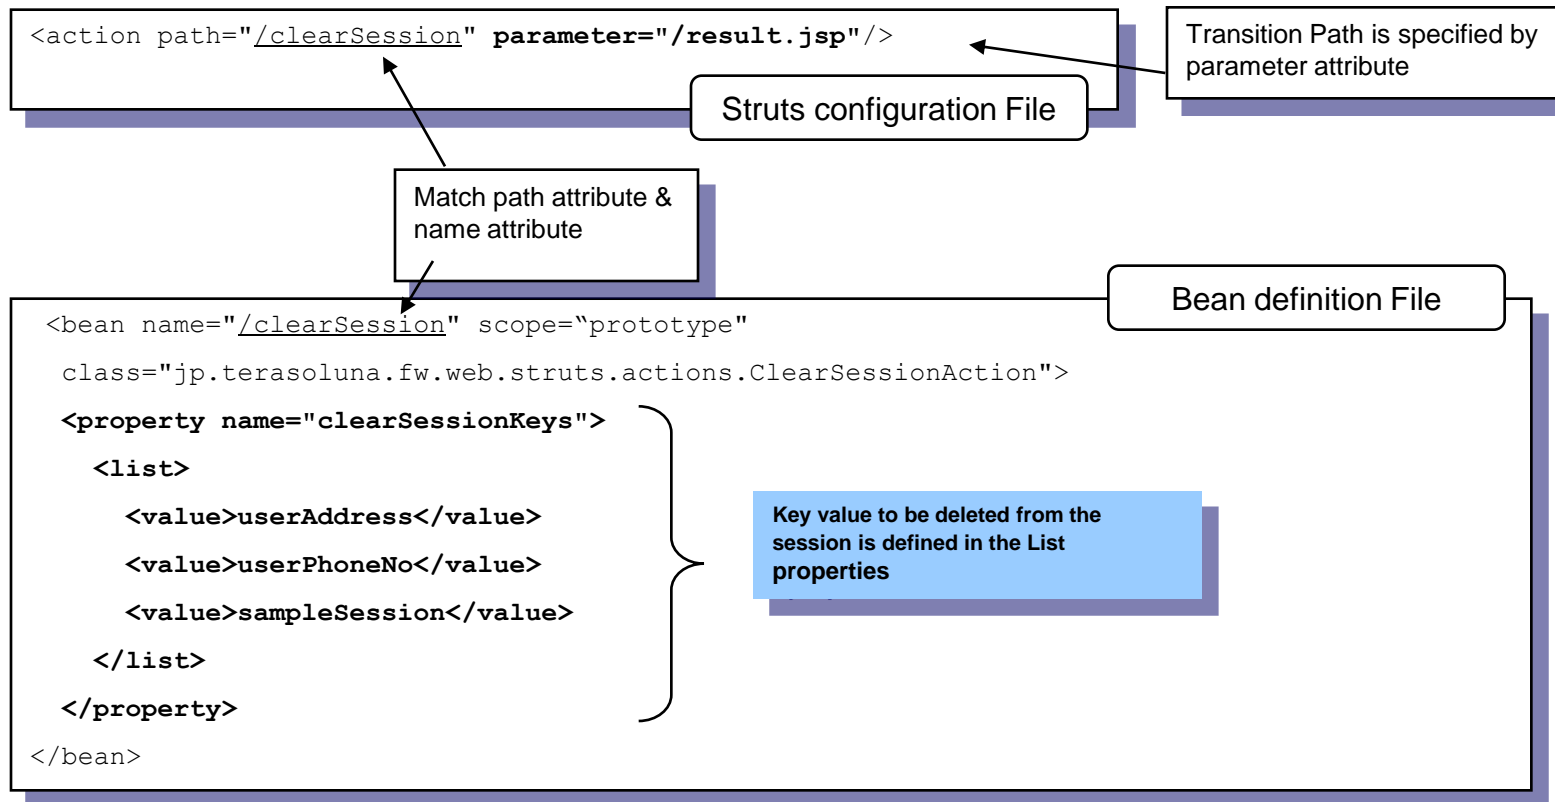 <action path="/clearSession" parameter="/result.jsp"/>
Transition Path is specified by
parameter attribute
Struts configuration File
Match path attribute &
name attribute
Bean definition File
<bean name="/clearSession" scope=“prototype"
class="jp.terasoluna.fw.web.struts.actions.ClearSessionAction">
<property name="clearSessionKeys">
<list>
<value>userAddress</value>
<value>userPhoneNo</value>
<value>sampleSession</value>
</list>
</property>
</bean>
Key value to be deleted from the
session is defined in the List
properties